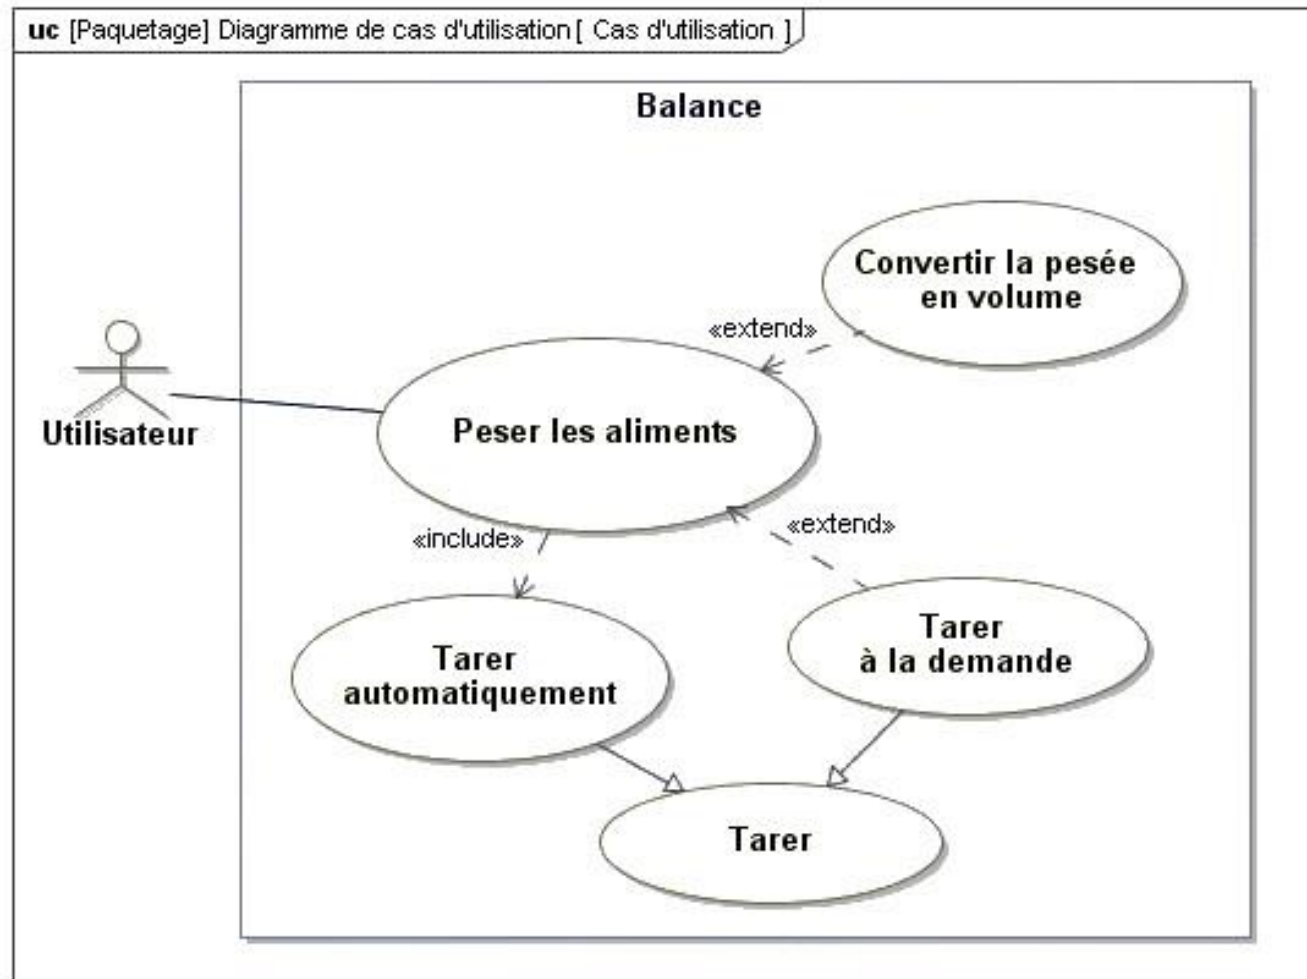 uc [Paquetage] Diagramme de cas d'utilisation [ Cas d'utilisation ]
Balance
Convertir la pesée
en volume
«extend»
Peser les aliments
Utilisateur
«extend»
«include»
Tarer
à la demande
Tarer
automatiquement
Tarer